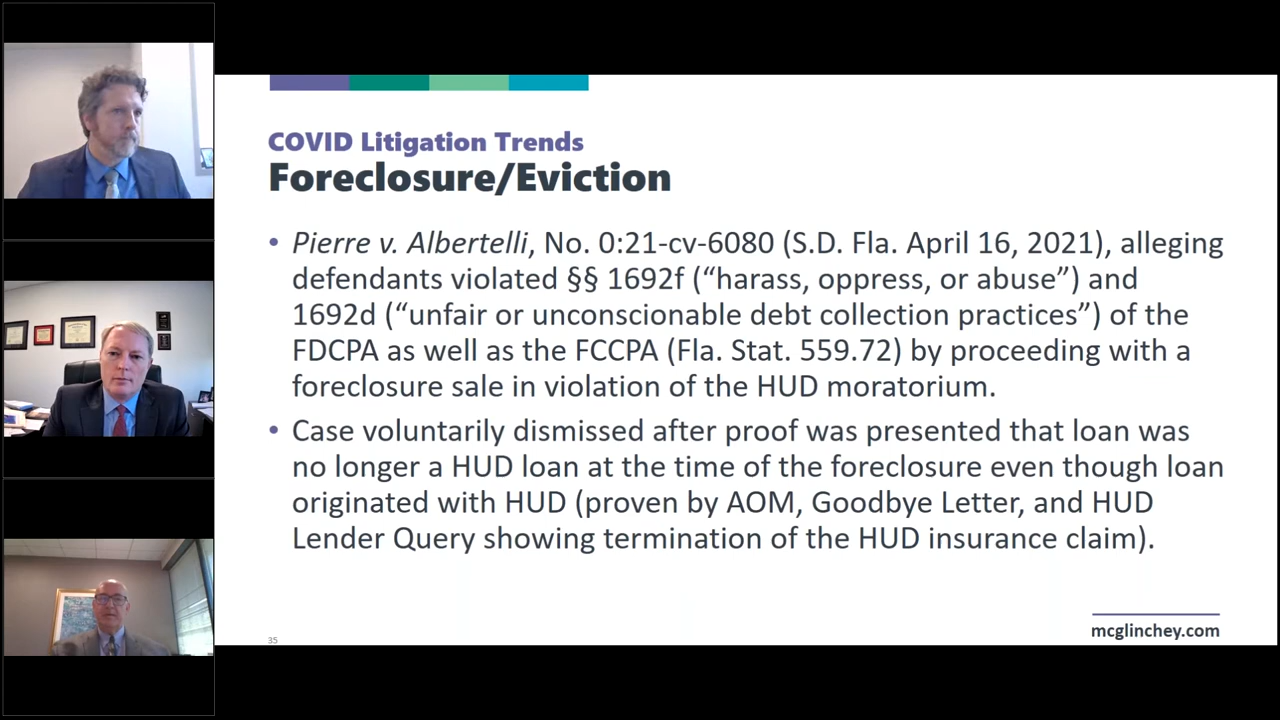 COVID Litigation Trends
Foreclosure/Eviction
• Pierre v. Albertelli, No. 0:21-cv-6080 (S.D. Fla. April 16, 2021), alleging
defendants violated §§ 1692f (“harass, oppress, or abuse”) and
1692d (“unfair or unconscionable debt collection practices”) of the
FDCPA as well as the FCCPA (Fla. Stat. 559.72) by proceeding with a
foreclosure sale in violation of the HUD moratorium.
• Case voluntarily dismissed after proof was presented that loan was
no longer a HUD loan at the time of the foreclosure even though loan
originated with HUD (proven by AOM, Goodbye Letter, and HUD
Lender Query showing termination of the HUD insurance claim).
35
mcglinchey.com